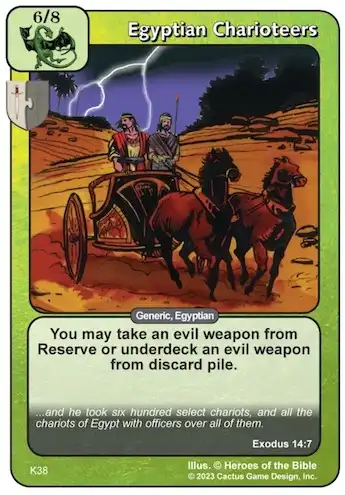 6/8
Egyptian Charioteers
Generic, Egyptian
You may take an evil weapon from
Reserve or underdeck an evil weapon
from discard pile.
...and he took six hundred select chariots, and all the
chariots of Egypt with officers over all of them.
Exodus 14:7
K38
Illus. © Heroes of the Bible
© 2023 Cactus Game Design, Inc.